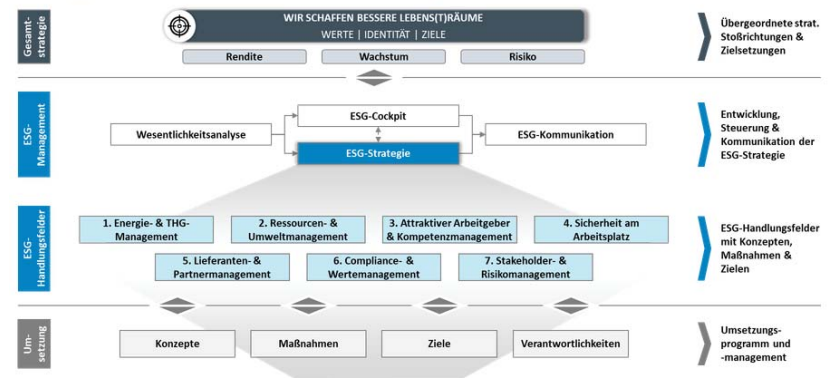 Gesamt-
strategie
WIR SCHAFFEN BESSERE LEBENS(T)RÄUME
WERTE | IDENTITÄT | ZIELE
Rendite
Wachstum
Risiko
Übergeordnete strat.
Stoßrichtungen &
Zielsetzungen
ESG-
Management
Wesentlichkeitsanalyse
ESG-Cockpit
ESG-Strategie
ESG-Kommunikation
Entwicklung,
Steuerung &
Kommunikation der
ESG-Strategie
ESG-
Handlungsfelder
1. Energie- & THG-
Management
2. Ressourcen- &
Umweltmanagement
3. Attraktiver Arbeitgeber
& Kompetenzmanagement
4. Sicherheit am
Arbeitsplatz
5. Lieferanten- &
Partnermanagement
6. Compliance- &
Wertemanagement
7. Stakeholder- &
Risikomanagement
ESG-Handlungsfelder
mit Konzepten,
Maßnahmen &
Zielen
Um-
setzung
Konzepte
Maßnahmen
Ziele
Verantwortlichkeiten
Umsetzungs-
programm und
-management